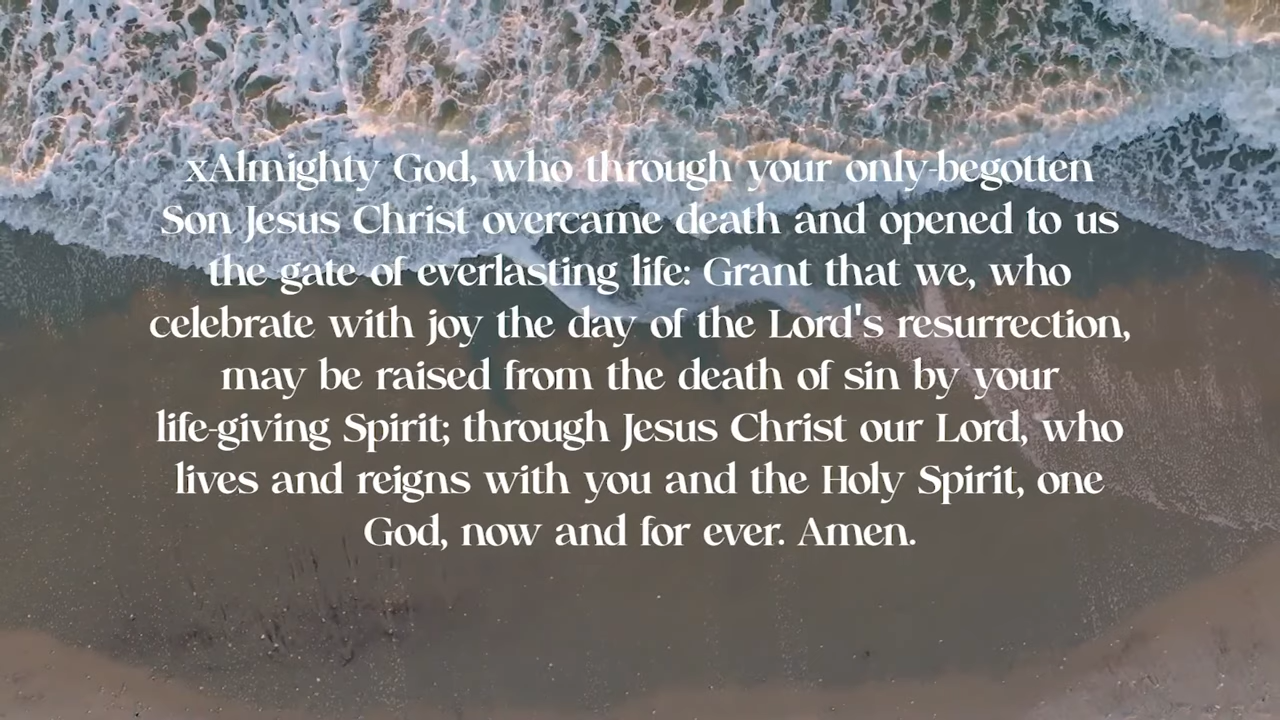 xAlmighty God, who through your only-begotten
Son Jesus Christ overcame death and opened to us
the gate of everlasting life: Grant that we, who
celebrate with joy the day of the Lord's resurrection,
may be raised from the death of sin by your
life-giving Spirit; through Jesus Christ our Lord, who
lives and reigns with you and the Holy Spirit, one
God, now and for ever. Amen.